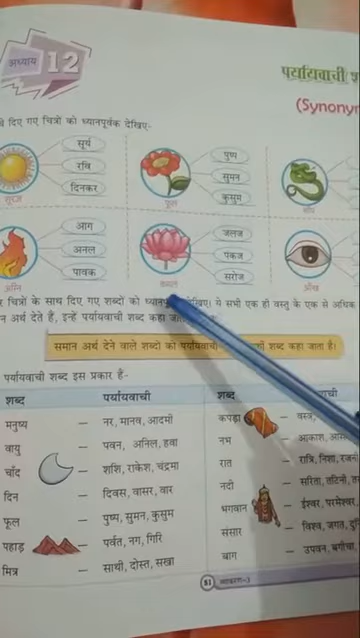 अध्याय 12
पर्यायवाची
(Synonym
दिए गए चित्रों को ध्यानपूर्वक देखिए-
सूर्य
रवि
दिनकर
सूरज
पुष्प
सुमन
कुसुम
फूल
साँप
आग
अनल
पावक
अग्नि
जलज
पंकज
सरोज
कमल
आँख
चित्रों के साथ दिए गए शब्दों को ध्यानपूर्वक देखिए। ये सभी एक ही वस्तु के एक से अधिक
अर्थ देते हैं, इन्हें पर्यायवाची शब्द कहा
समान अर्थ देने वाले शब्दों को पर्यायवाची शब्द कहा जाता है।
पर्यायवाची शब्द इस प्रकार हैं-
शब्द पर्यायवाची
मनुष्य – नर, मानव, आदमी
वायु – पवन, अनिल, हवा
चाँद – शशि, राकेश, चंद्रमा
दिन – दिवस, वासर, वार
फूल – पुष्प, सुमन, कुसुम
पहाड़ – पर्वत, नग, गिरि
मित्र – साथी, दोस्त, सखा
शब्द
कपड़ा – वस्त्र,
नभ – आकाश,
रात – रात्रि, निशा,
नदी – सरिता, तटिनी,
भगवान – ईश्वर, परमेश्वर,
संसार – विश्व, जगत,
बाग – उपवन, बगीचा,
51 व्याकरण-3